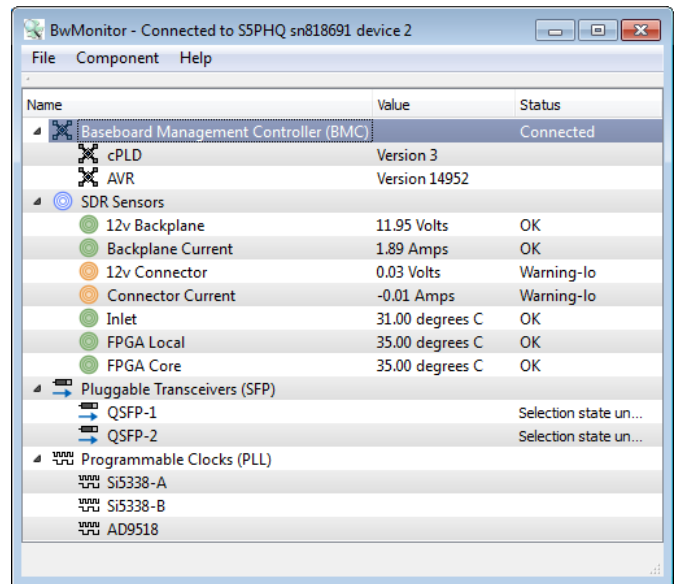 BwMonitor - Connected to S5PHQ sn818691 device 2
File Component Help
Name Value Status
Baseboard Management Controller (BMC) Connected
cPLD Version 3
AVR Version 14952
SDR Sensors
12v Backplane 11.95 Volts OK
Backplane Current 1.89 Amps OK
12v Connector 0.03 Volts Warning-lo
Connector Current -0.01 Amps Warning-lo
Inlet 31.00 degrees C OK
FPGA Local 35.00 degrees C OK
FPGA Core 35.00 degrees C OK
Pluggable Transceivers (SFP)
QSFP-1 Selection state un...
QSFP-2 Selection state un...
Programmable Clocks (PLL)
Si5338-A
Si5338-B
AD9518